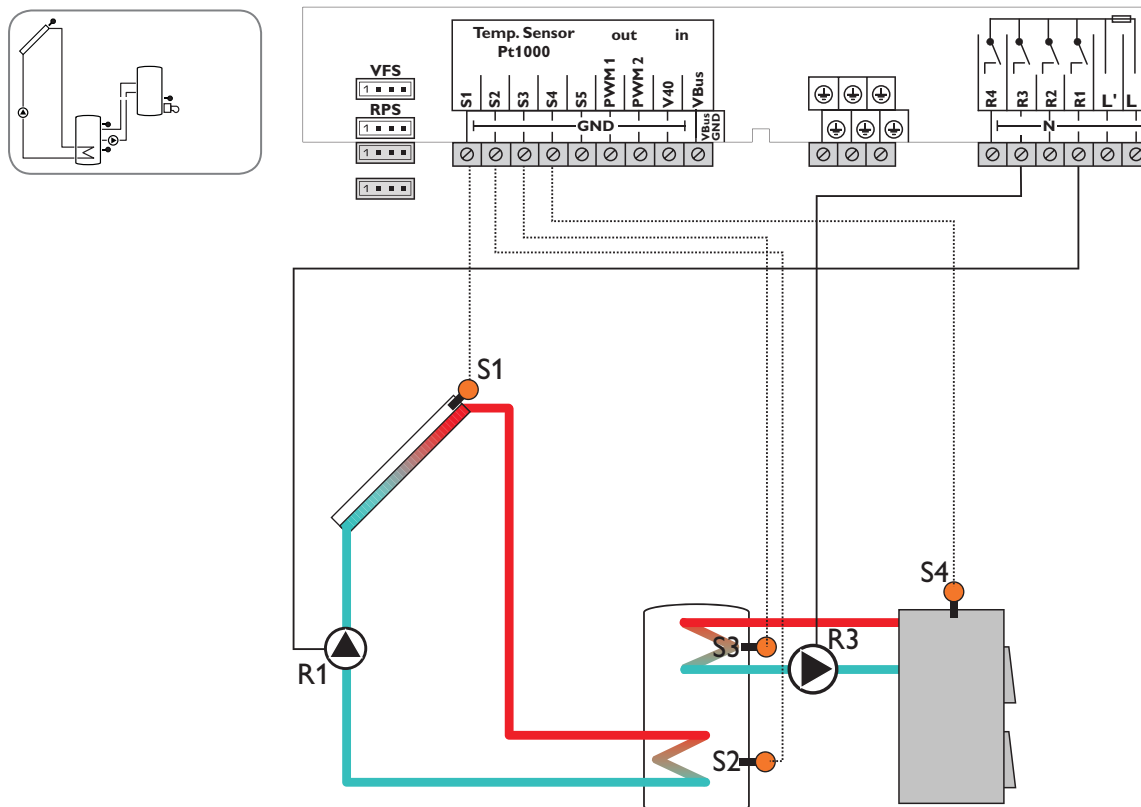 Temp. Sensor out in
Pt1000
VFS
1
RPS
1
1
1
S1 S2 S3 S4 S5 PWM 1 PWM 2 V40 VBus
GND
VBus
GND
R4 R3 R2 R1 L' L
N
S1
S4
S3
R3
R1
S2